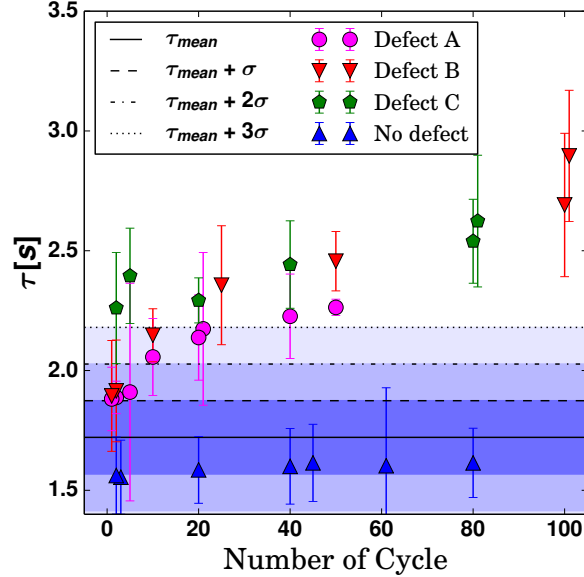 3.5
3.0
2.5
2.0
1.5
τ[s]
τmean
τmean + σ
τmean + 2σ
τmean + 3σ
Defect A
Defect B
Defect C
No defect
0 20 40 60 80 100
Number of Cycle